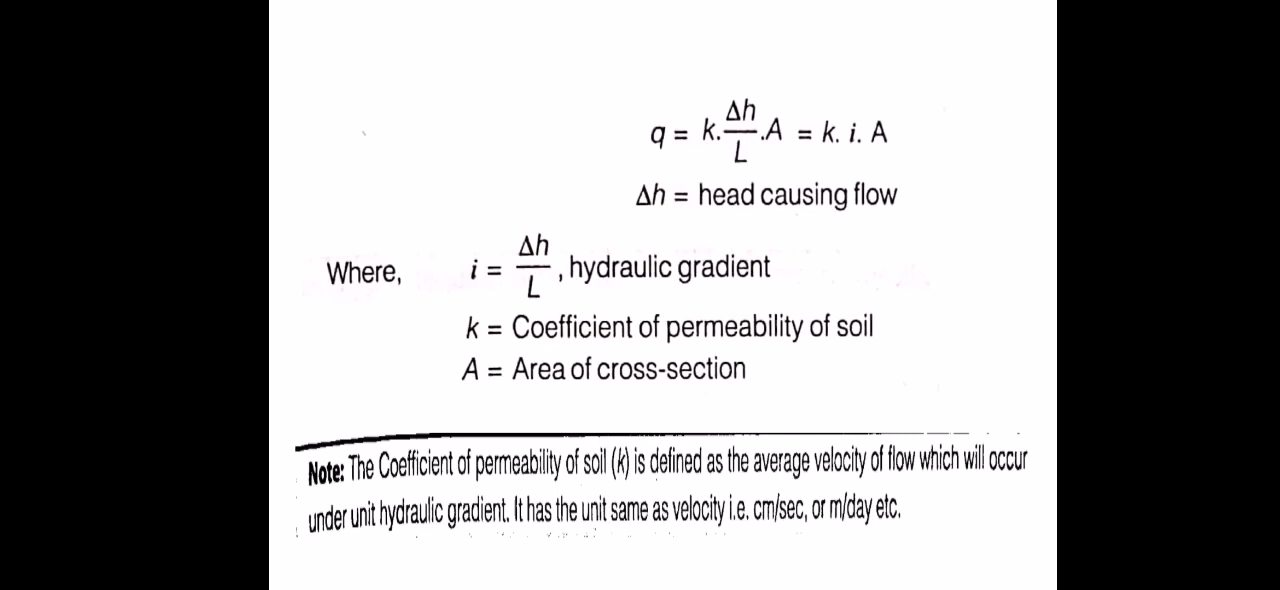 q = k. Δh/L .A = k. i. A
Δh = head causing flow
Where, i = Δh/L , hydraulic gradient
k = Coefficient of permeability of soil
A = Area of cross-section
Note: The Coefficient of permeability of soil (k) is defined as the average velocity of flow which will occur
under unit hydraulic gradient. It has the unit same as velocity i.e. cm/sec, or m/day etc.